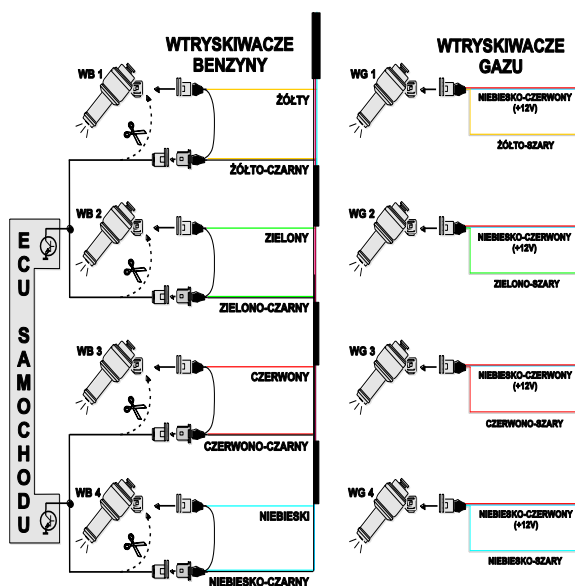 WTRYSKIWACZE
BENZYNY
WTRYSKIWACZE
GAZU
WB 1
ŻÓŁTY
ŻÓŁTO-CZARNY
WB 2
ZIELONY
ZIELONO-CZARNY
WB 3
CZERWONY
CZERWONO-CZARNY
WB 4
NIEBIESKI
NIEBIESKO-CZARNY
ECU SAMOCHODU
WG 1
NIEBIESKO-CZERWONY
(+12V)
ŻÓŁTO-SZARY
WG 2
NIEBIESKO-CZERWONY
(+12V)
ZIELONO-SZARY
WG 3
NIEBIESKO-CZERWONY
(+12V)
CZERWONO-SZARY
WG 4
NIEBIESKO-CZERWONY
(+12V)
NIEBIESKO-SZARY